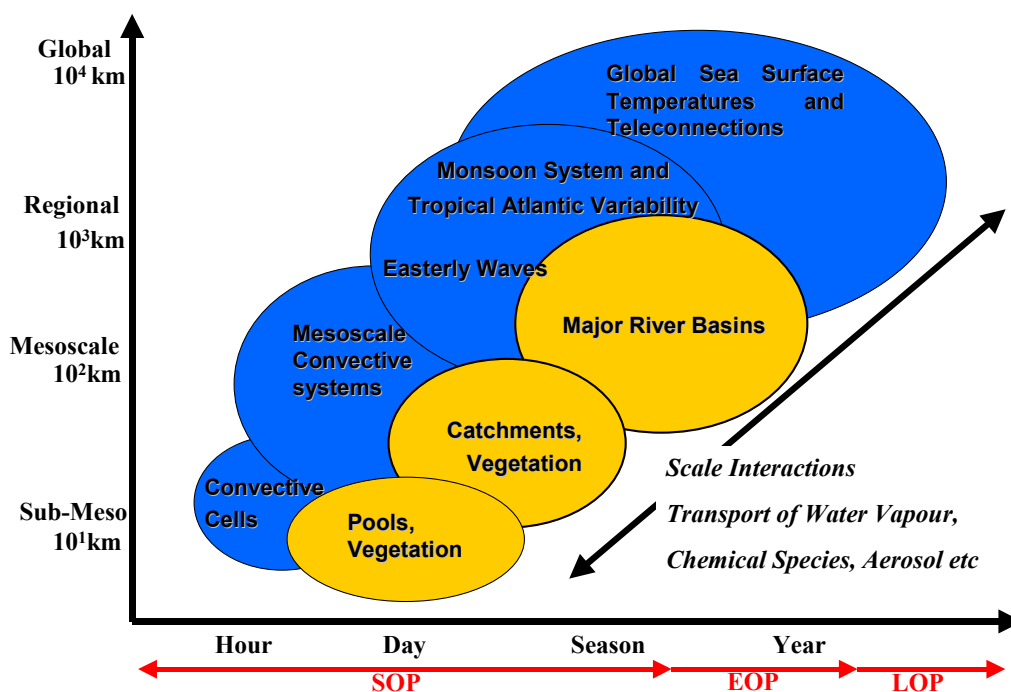 Global
10⁴ km
Regional
10³km
Mesoscale
10²km
Sub-Meso
10¹km
Global Sea Surface
Temperatures and
Teleconnections
Monsoon System and
Tropical Atlantic Variability
Easterly Waves
Major River Basins
Mesoscale
Convective
systems
Catchments,
Vegetation
Convective
Cells
Pools,
Vegetation
Scale Interactions
Transport of Water Vapour,
Chemical Species, Aerosol etc
Hour Day Season Year
SOP EOP LOP